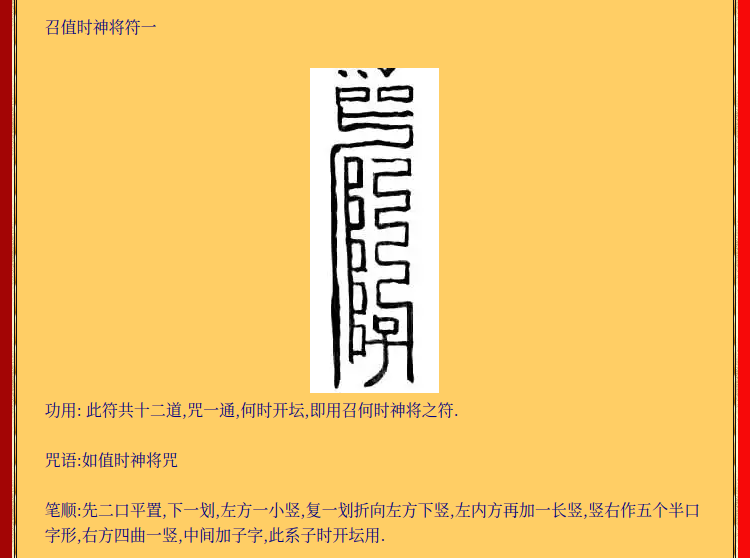 召值时神将符一
功用: 此符共十二道,咒一通,何时开坛,即用召何时神将之符.
咒语:如值时神将咒
笔顺:先二口平置,下一划,左方一小竖,复一划折向左方下竖,左内方再加一长竖,竖右作五个半口
字形,右方四曲一竖,中间加子字,此系子时开坛用.